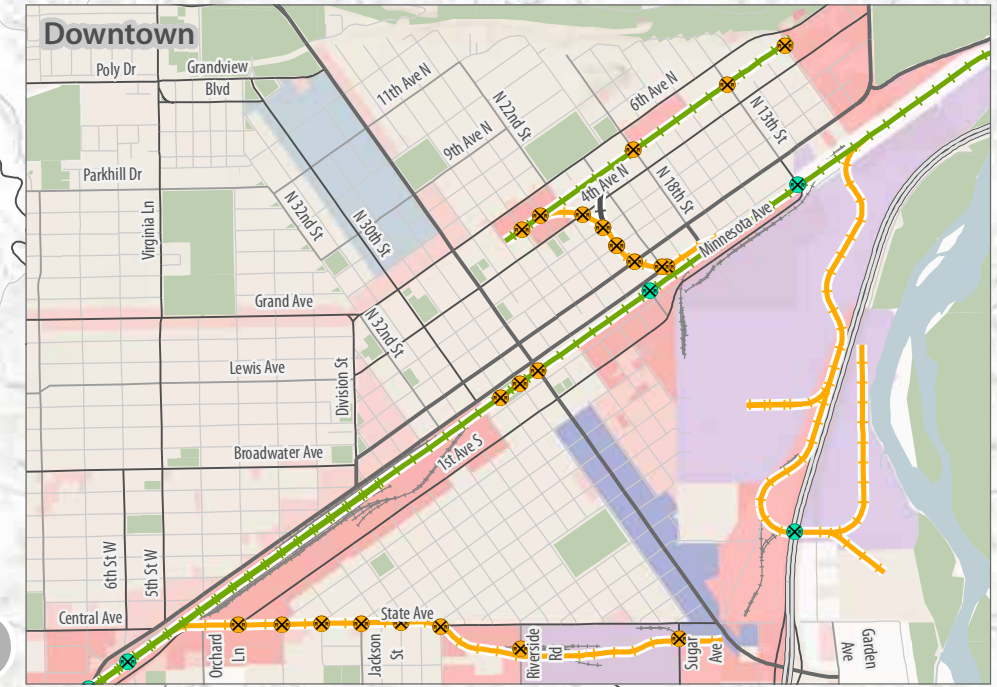 Downtown
Poly Dr
Grandview
Blvd
11th Ave N
N 22nd St
6th Ave N
N 13th St
9th Ave N
4th Ave N
N 18th St
Parkhill Dr
Virginia Ln
N 32nd St
N 30th St
Minnesota Ave
Grand Ave
N 32nd St
Lewis Ave
Division St
Broadwater Ave
1st Ave S
6th St W
5th St W
Central Ave
State Ave
Orchard
Ln
Jackson
St
Riverside
Rd
Sugar
Ave
Garden
Ave